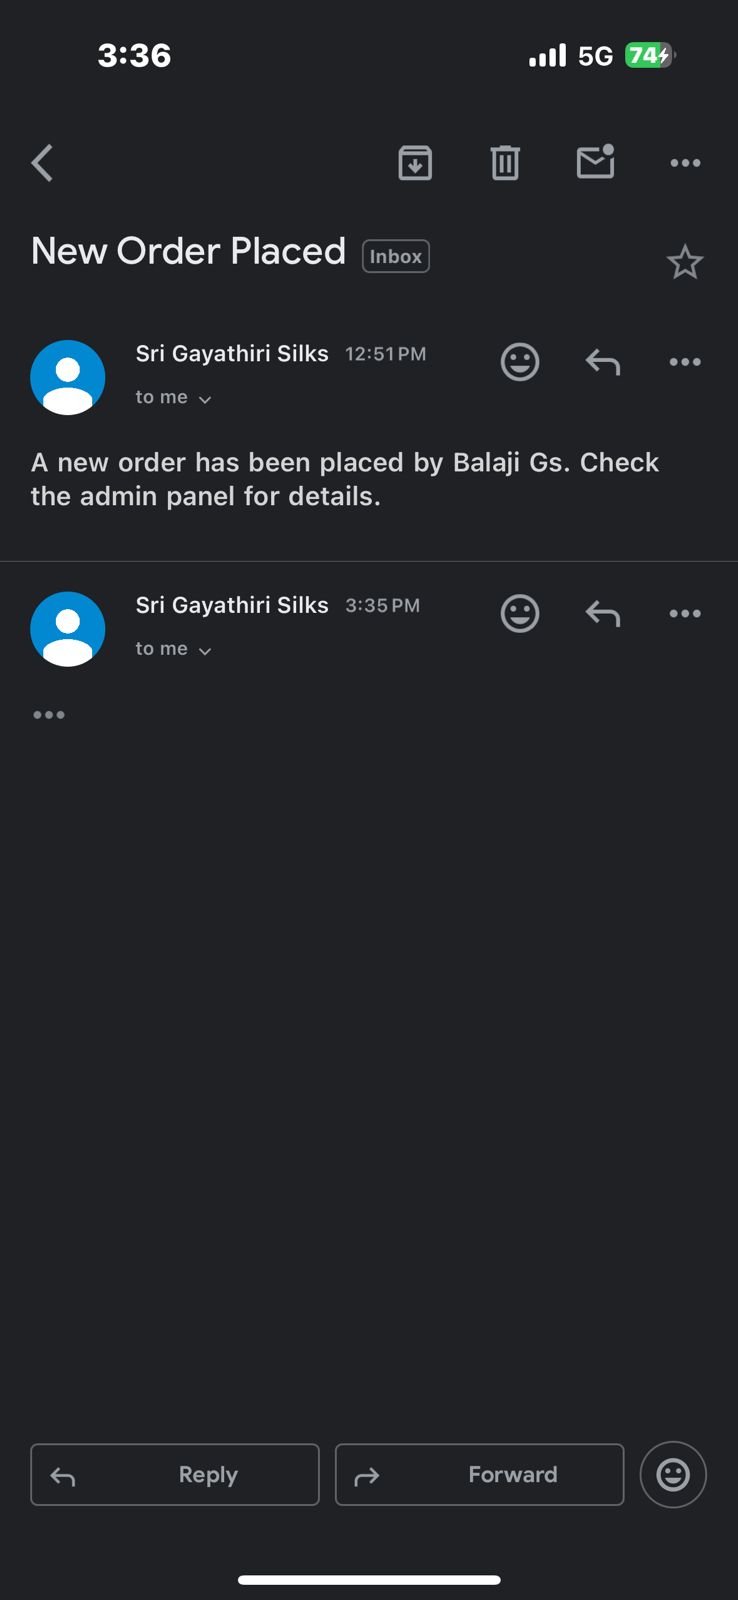 3:36 5G 74
New Order Placed Inbox
Sri Gayathiri Silks 12:51 PM
to me
A new order has been placed by Balaji Gs. Check
the admin panel for details.
Sri Gayathiri Silks 3:35 PM
to me
Reply Forward